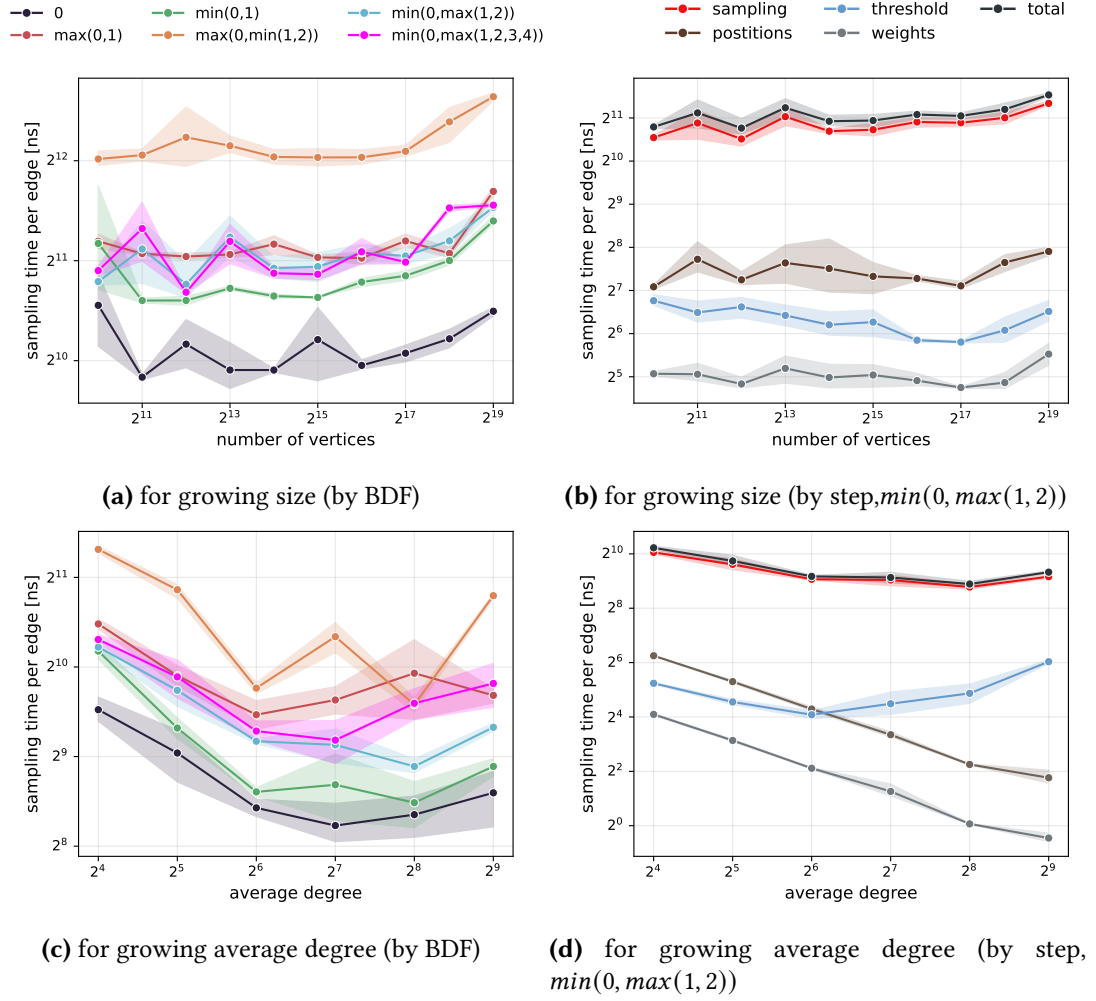 0 min(0,1) min(0,max(1,2))
max(0,1) max(0,min(1,2)) min(0,max(1,2,3,4))
sampling threshold total
postitions weights
sampling time per edge [ns]
2^12
2^11
2^10
2^11 2^13 2^15 2^17 2^19
number of vertices
sampling time per edge [ns]
2^11
2^10
2^9
2^8
2^7
2^6
2^5
2^11 2^13 2^15 2^17 2^19
number of vertices
(a) for growing size (by BDF)
(b) for growing size (by step,min(0, max(1, 2))
sampling time per edge [ns]
2^11
2^10
2^9
2^8
2^4 2^5 2^6 2^7 2^8 2^9
average degree
sampling time per edge [ns]
2^10
2^8
2^6
2^4
2^2
2^0
2^4 2^5 2^6 2^7 2^8 2^9
average degree
(c) for growing average degree (by BDF)
(d) for growing average degree (by step,
min(0, max(1, 2))